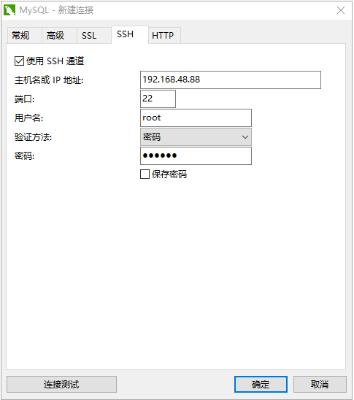 MySQL - 新建连接
常规 高级 SSL SSH HTTP
使用 SSH 通道
主机名或 IP 地址: 192.168.48.88
端口: 22
用户名: root
验证方法: 密码
密码: ●●●●●●
保存密码
连接测试 确定 取消